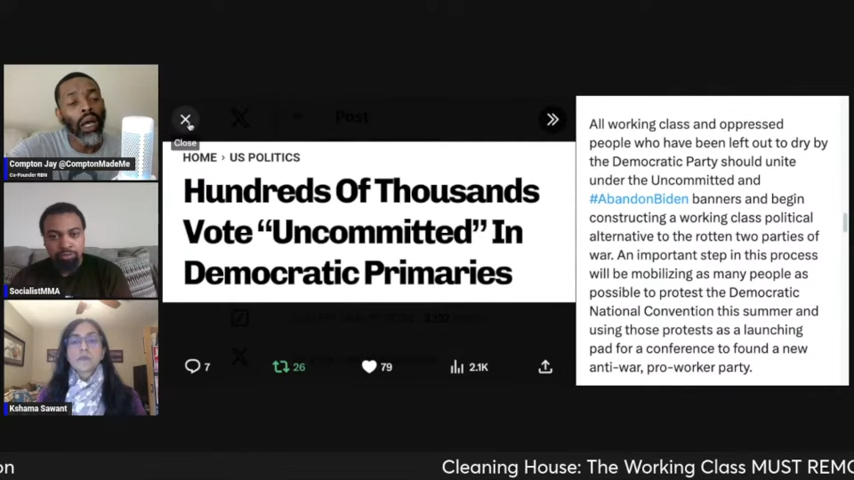 Compton Jay @ComptonMadeMe
Co-Founder RBN
SocialistMMA
Kshama Sawant
Post
Close
HOME › US POLITICS
Hundreds Of Thousands
Vote “Uncommitted” In
Democratic Primaries
7
26
79
2.1K
All working class and oppressed
people who have been left out to dry by
the Democratic Party should unite
under the Uncommitted and
#AbandonBiden banners and begin
constructing a working class political
alternative to the rotten two parties of
war. An important step in this process
will be mobilizing as many people as
possible to protest the Democratic
National Convention this summer and
using those protests as a launching
pad for a conference to found a new
anti-war, pro-worker party.
on
Cleaning House: The Working Class MUST REMO